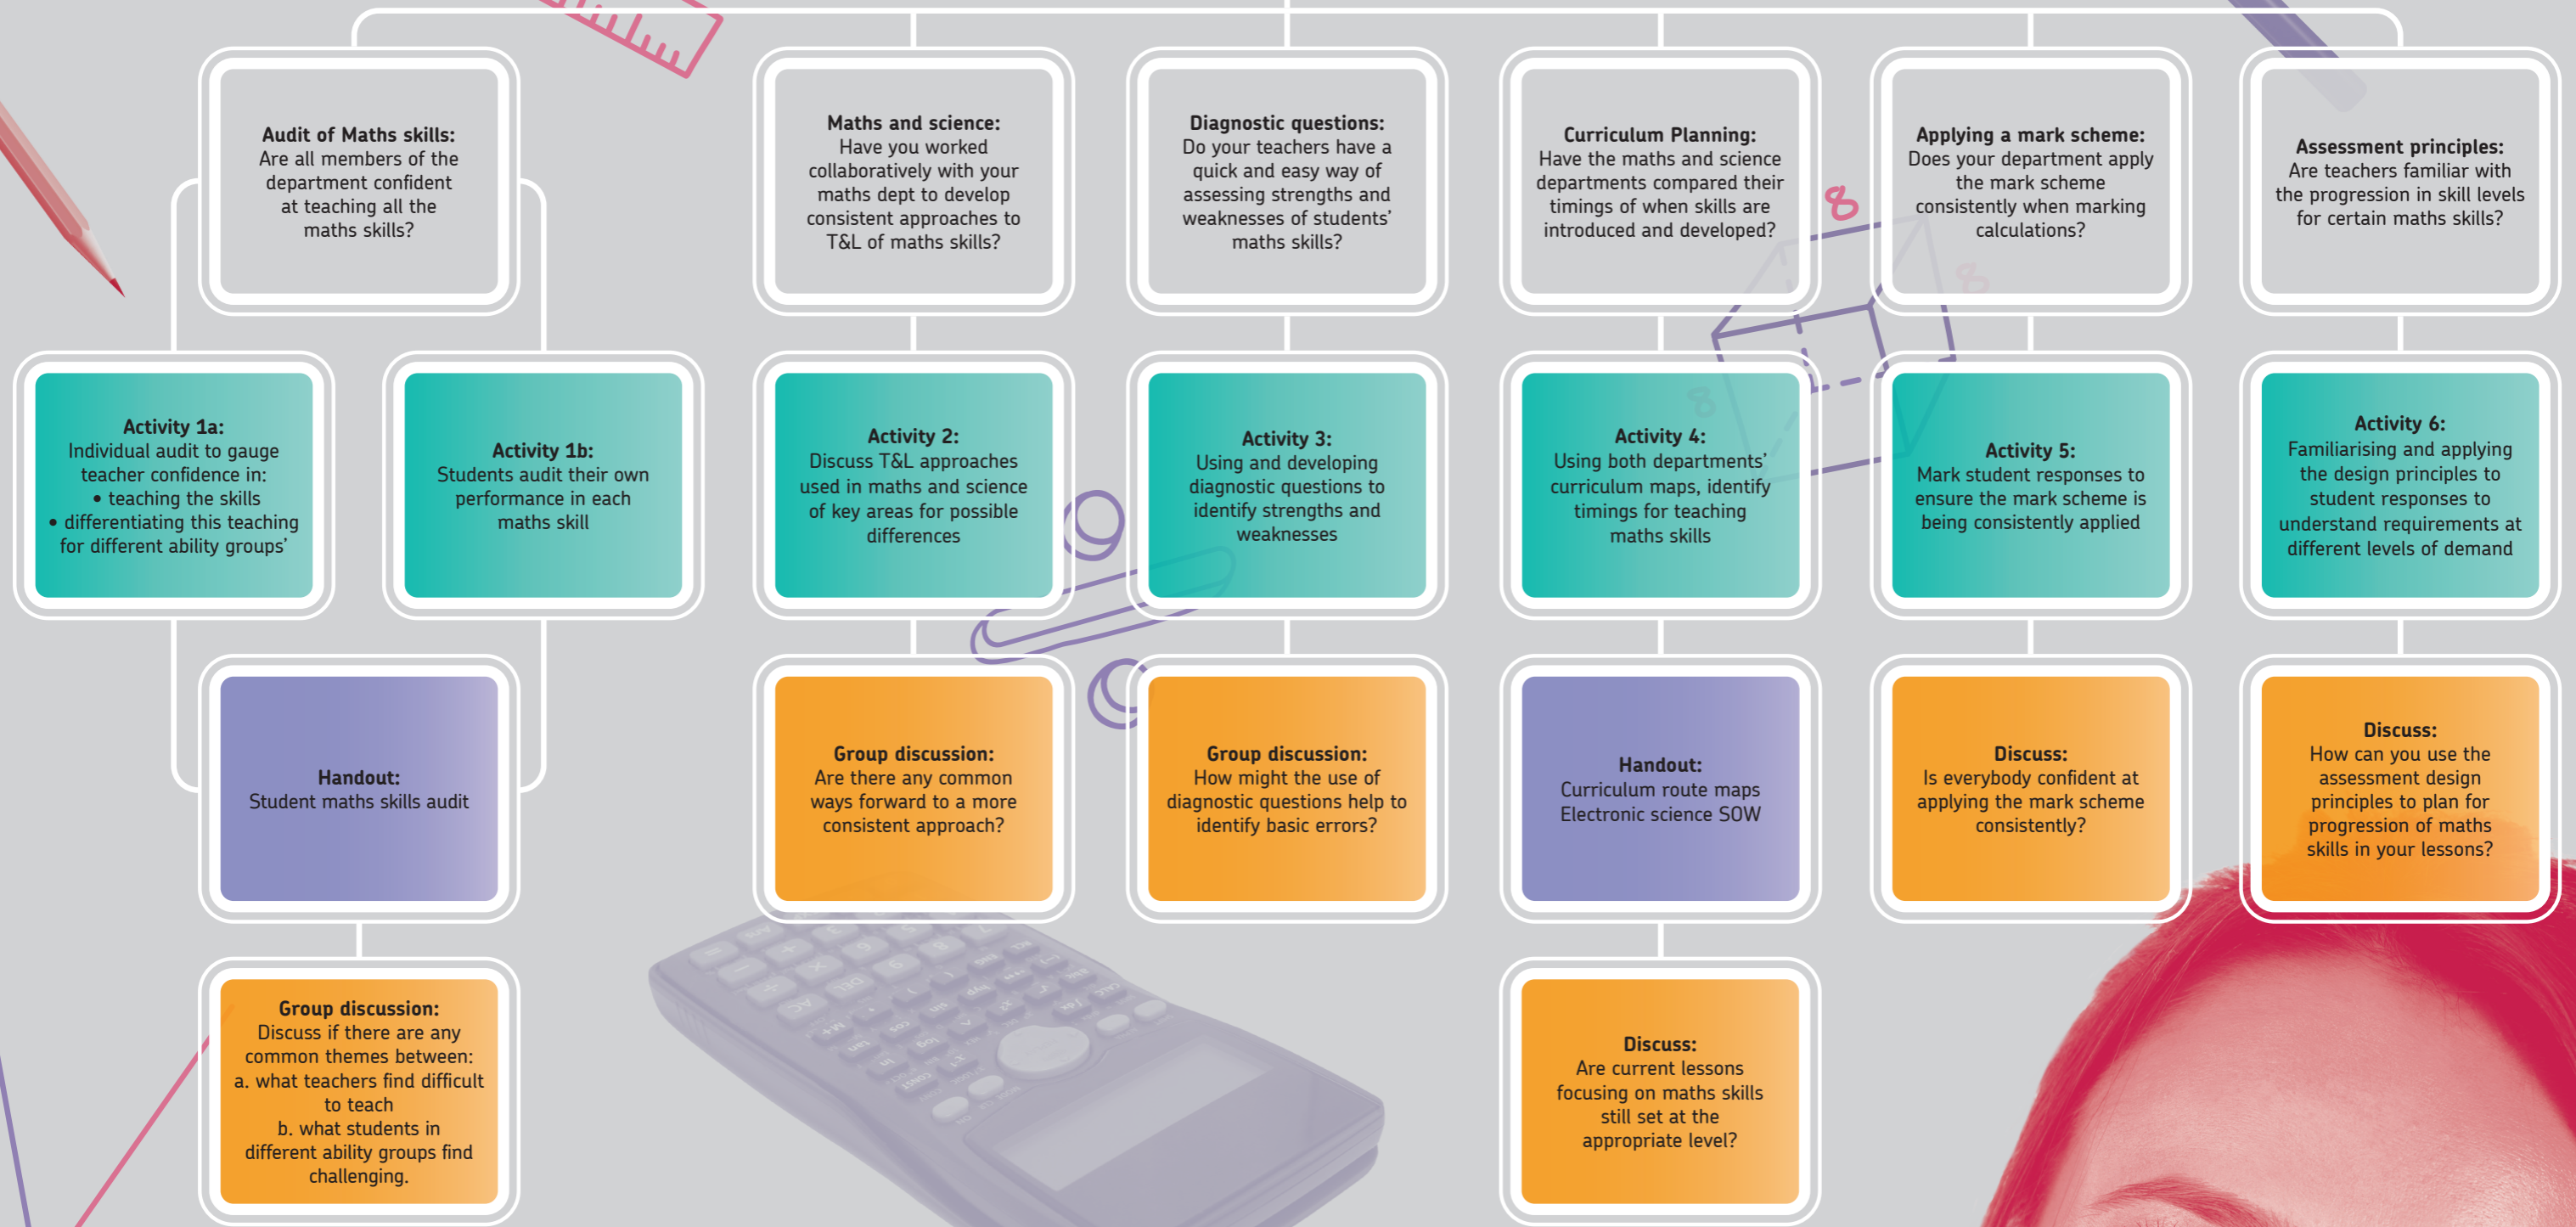 Audit of Maths skills:
Are all members of the
department confident
at teaching all the
maths skills?
Maths and science:
Have you worked
collaboratively with your
maths dept to develop
consistent approaches to
T&L of maths skills?
Diagnostic questions:
Do your teachers have a
quick and easy way of
assessing strengths and
weaknesses of students'
maths skills?
Curriculum Planning:
Have the maths and science
departments compared their
timings of when skills are
introduced and developed?
Applying a mark scheme:
Does your department apply
the mark scheme
consistently when marking
calculations?
Assessment principles:
Are teachers familiar with
the progression in skill levels
for certain maths skills?
8
8
8
Activity 1a:
Individual audit to gauge
teacher confidence in:
• teaching the skills
• differentiating this teaching
for different ability groups'
Activity 1b:
Students audit their own
performance in each
maths skill
Activity 2:
Discuss T&L approaches
used in maths and science
of key areas for possible
differences
Activity 3:
Using and developing
diagnostic questions to
identify strengths and
weaknesses
Activity 4:
Using both departments'
curriculum maps, identify
timings for teaching
maths skills
Activity 5:
Mark student responses to
ensure the mark scheme is
being consistently applied
Activity 6:
Familiarising and applying
the design principles to
student responses to
understand requirements at
different levels of demand
Handout:
Student maths skills audit
Group discussion:
Are there any common
ways forward to a more
consistent approach?
Group discussion:
How might the use of
diagnostic questions help to
identify basic errors?
Handout:
Curriculum route maps
Electronic science SOW
Discuss:
Is everybody confident at
applying the mark scheme
consistently?
Discuss:
How can you use the
assessment design
principles to plan for
progression of maths
skills in your lessons?
Group discussion:
Discuss if there are any
common themes between:
a. what teachers find difficult
to teach
b. what students in
different ability groups find
challenging.
Discuss:
Are current lessons
focusing on maths skills
still set at the
appropriate level?